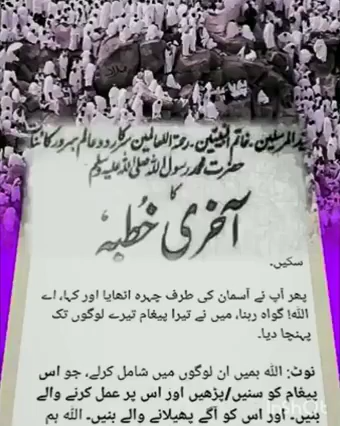 سید المرسلین۔ خاتم النبیین۔ رحمۃ اللعالمین سرکار دو عالم سرور کائنات
حضرت محمد رسول اللہ صلی اللہ علیہ وسلم
کا
آخری خطبہ
سکیں۔
پھر آپ نے آسمان کی طرف چہرہ اٹھایا اور کہا، اے
اللہ! گواہ رہنا، میں نے تیرا پیغام تیرے لوگوں تک
پہنچا دیا۔
نوٹ: اللہ ہمیں ان لوگوں میں شامل کرلے، جو اس
پیغام کو سنیں/پڑھیں اور اس پر عمل کرنے والے
بنیں۔ اور اس کو آگے پھیلانے والے بنیں۔ اللہ ہم
InShOt